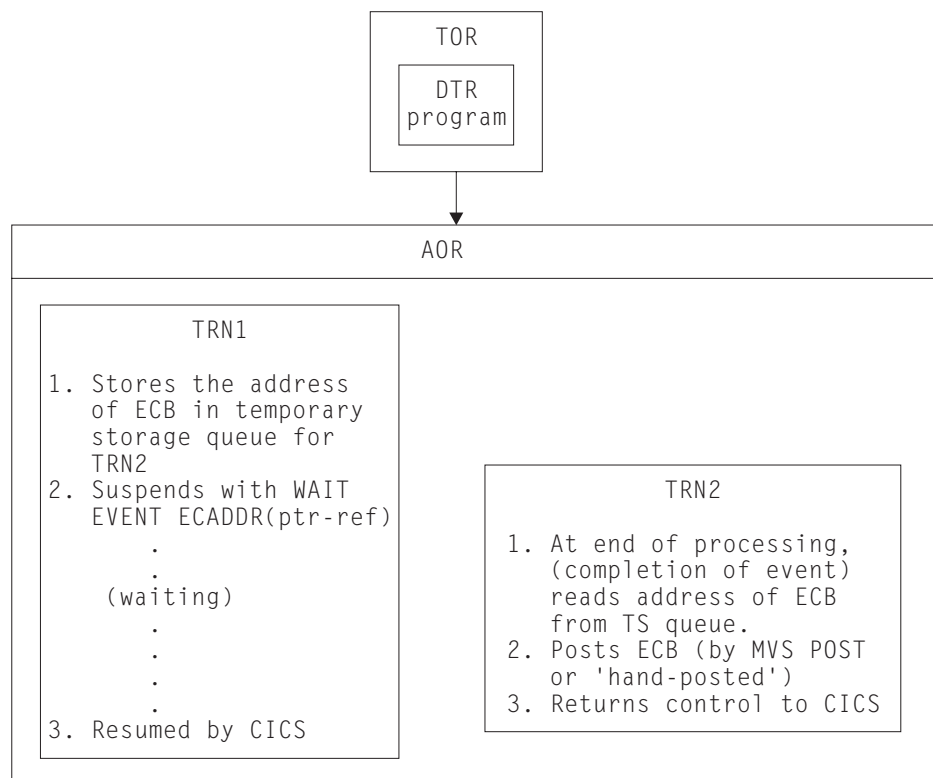 TOR
DTR
program
AOR
TRN1
1. Stores the address
of ECB in temporary
storage queue for
TRN2
2. Suspends with WAIT
EVENT ECADDR(ptr-ref)
.
.
(waiting)
.
.
.
.
3. Resumed by CICS
TRN2
1. At end of processing,
(completion of event)
reads address of ECB
from TS queue.
2. Posts ECB (by MVS POST
or 'hand-posted')
3. Returns control to CICS